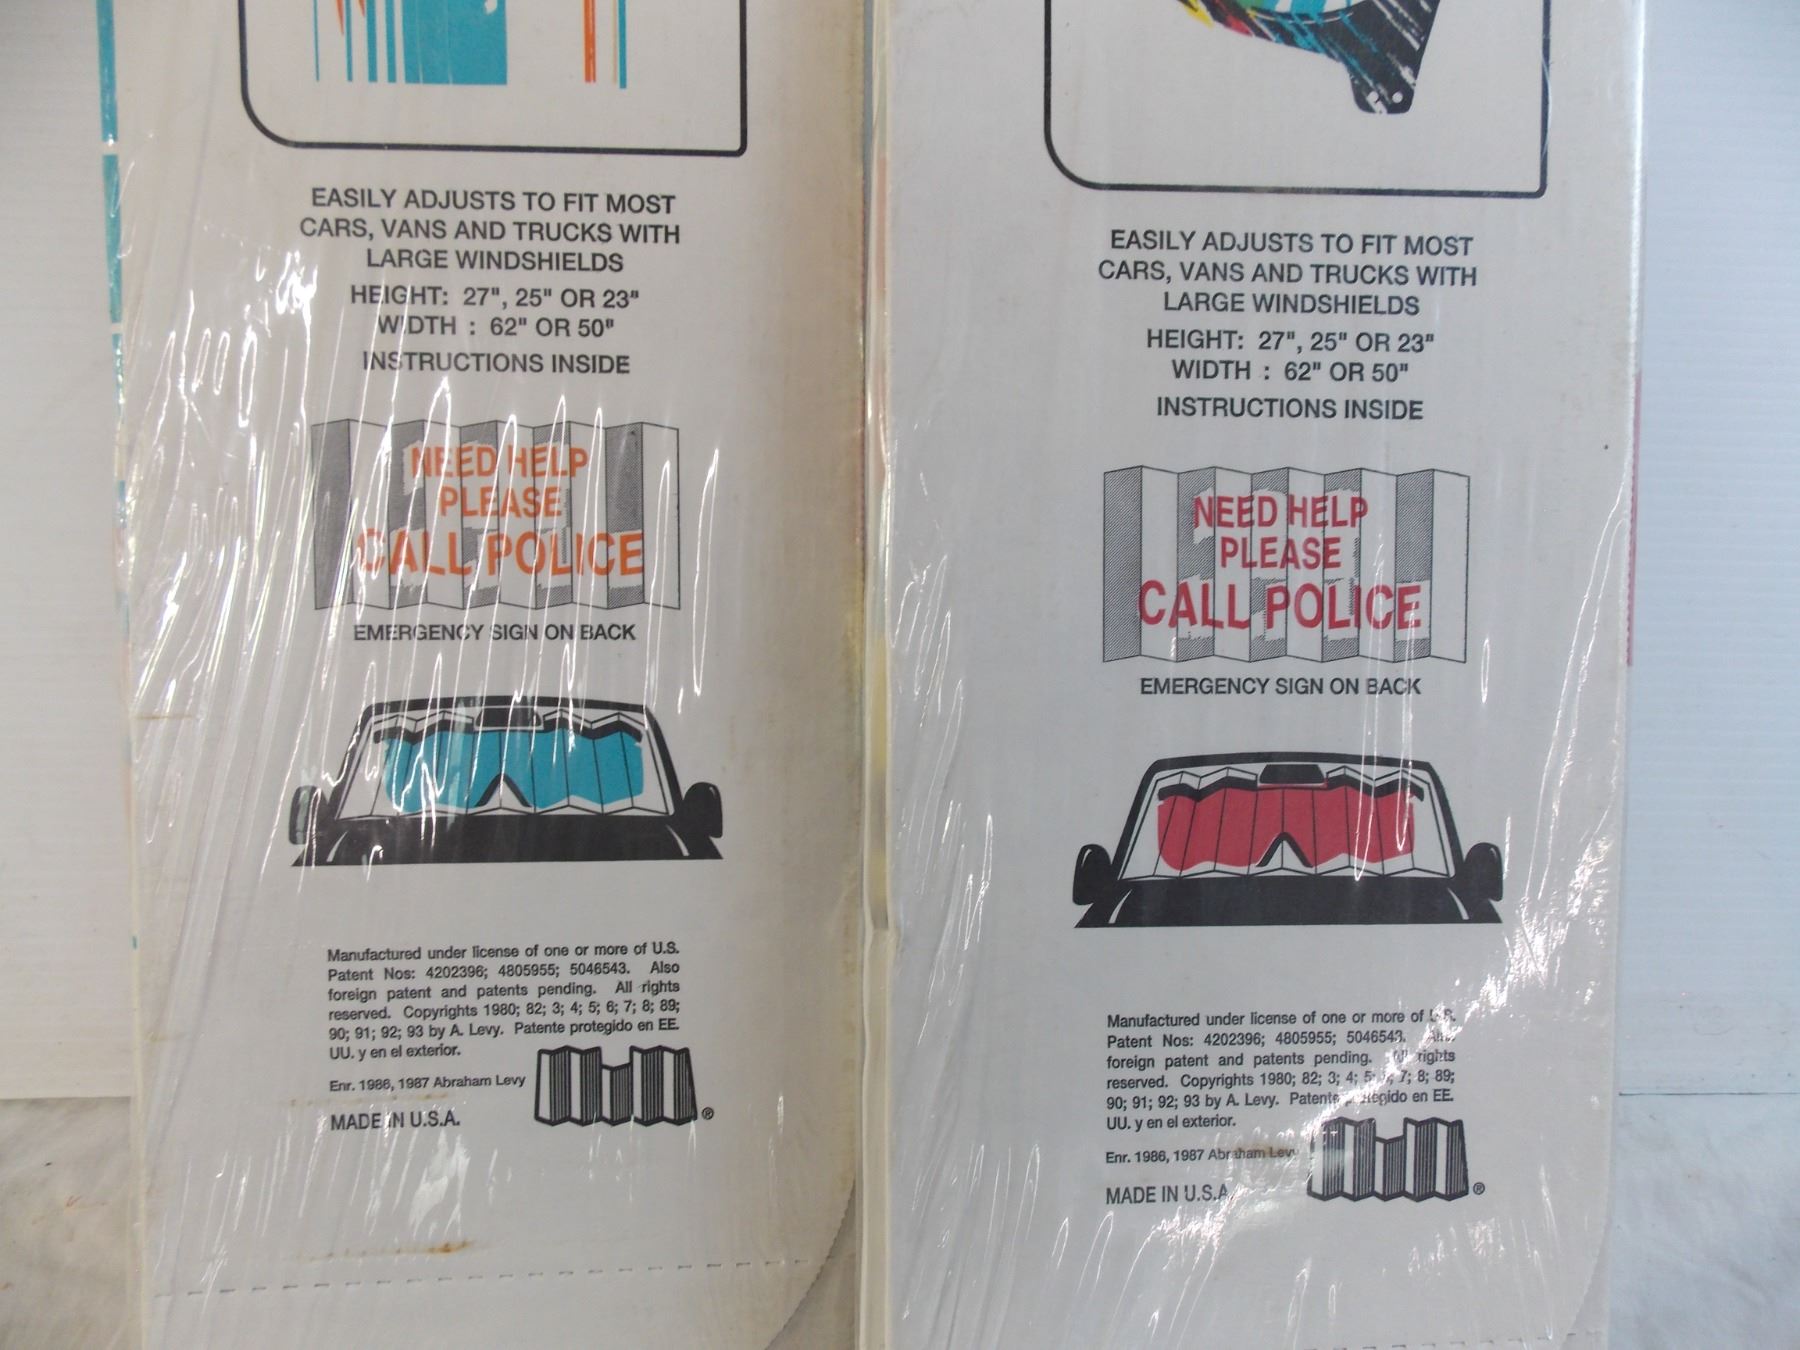 EASILY ADJUSTS TO FIT MOST
CARS, VANS AND TRUCKS WITH
LARGE WINDSHIELDS
HEIGHT: 27", 25" OR 23"
WIDTH : 62" OR 50"
INSTRUCTIONS INSIDE
NEED HELP
PLEASE
CALL POLICE
EMERGENCY SIGN ON BACK
Manufactured under license of one or more of U.S.
Patent Nos: 4202396; 4805955; 5046543. Also
foreign patent and patents pending. All rights
reserved. Copyrights 1980; 82; 3; 4; 5; 6; 7; 8; 89;
90; 91; 92; 93 by A. Levy. Patente protegido en EE.
UU. y en el exterior.
Enr. 1986, 1987 Abraham Levy
MADE IN U.S.A.
®
EASILY ADJUSTS TO FIT MOST
CARS, VANS AND TRUCKS WITH
LARGE WINDSHIELDS
HEIGHT: 27", 25" OR 23"
WIDTH : 62" OR 50"
INSTRUCTIONS INSIDE
NEED HELP
PLEASE
CALL POLICE
EMERGENCY SIGN ON BACK
Manufactured under license of one or more of U.S.
Patent Nos: 4202396; 4805955; 5046543. Also
foreign patent and patents pending. All rights
reserved. Copyrights 1980; 82; 3; 4; 5; 6; 7; 8; 89;
90; 91; 92; 93 by A. Levy. Patente protegido en EE.
UU. y en el exterior.
Enr. 1986, 1987 Abraham Levy
MADE IN U.S.A.
®